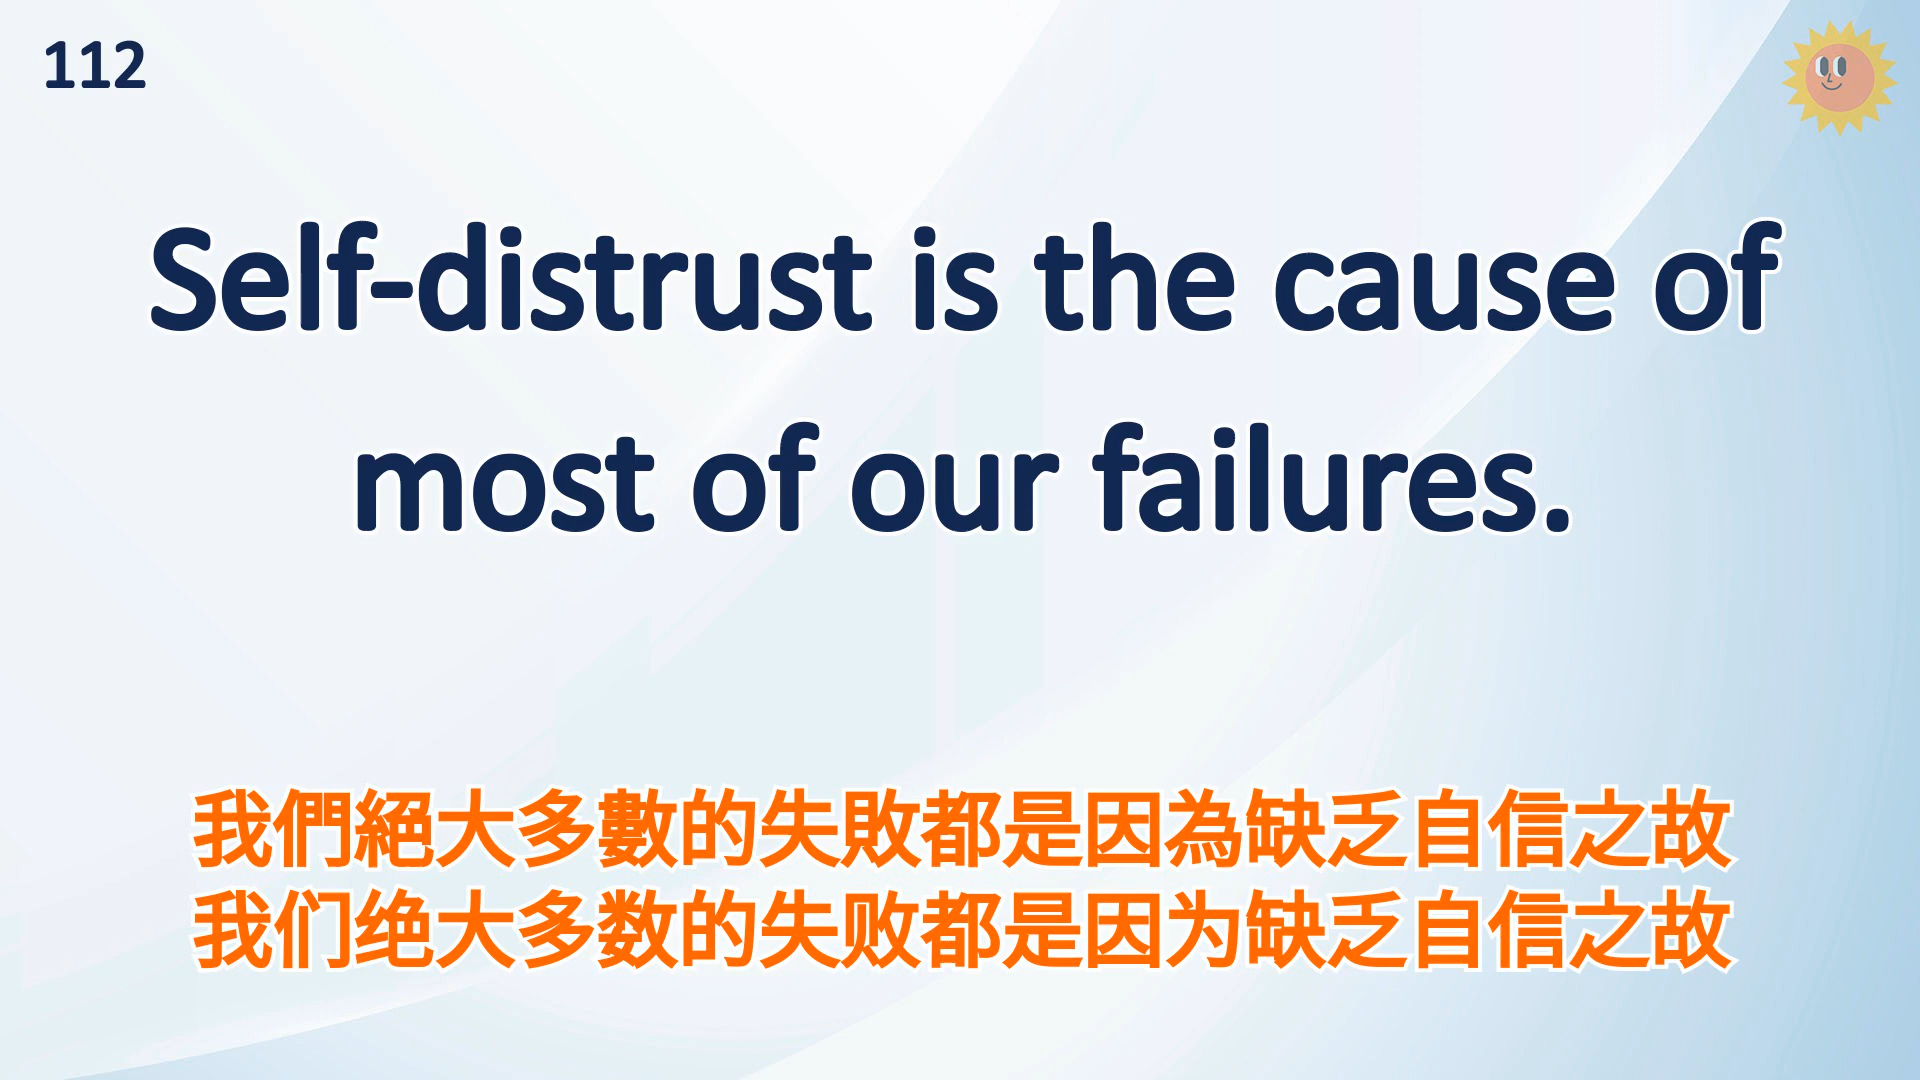 112
Self-distrust is the cause of
most of our failures.
我們絕大多數的失敗都是因為缺乏自信之故
我们绝大多数的失败都是因为缺乏自信之故